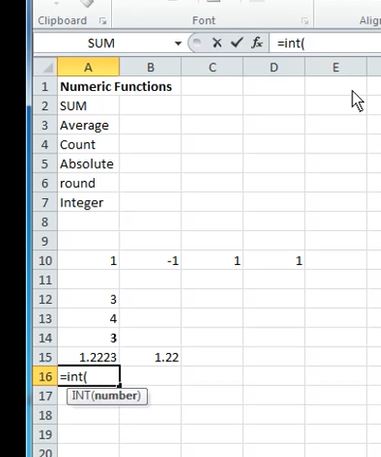 Clipboard Font
SUM fx =int(
A B C D E
1 Numeric Functions
2 SUM
3 Average
4 Count
5 Absolute
6 round
7 Integer
8
9
10 1 -1 1 1
11
12 3
13 4
14 3
15 1.2223 1.22
16 =int(
17 INT(number)
18
19
20